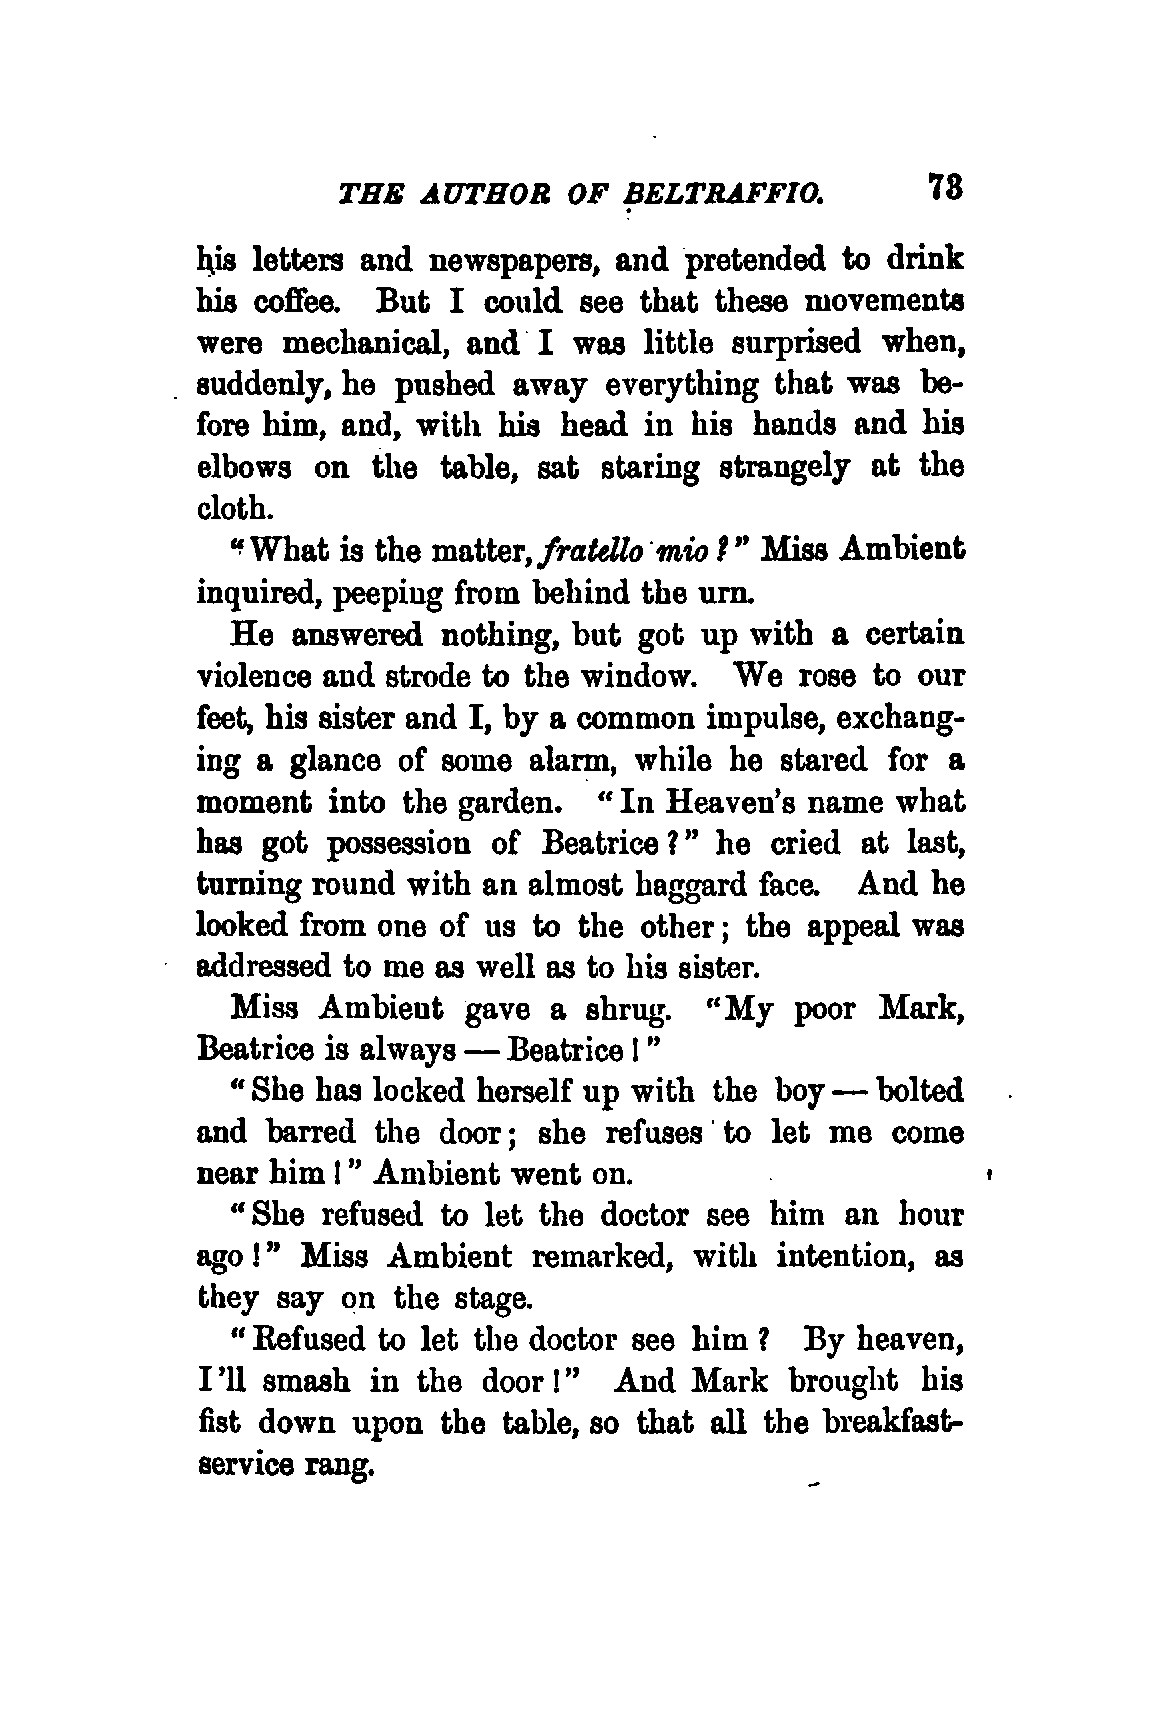 THE AUTHOR OF BELTRAFFIO. 73
his letters and newspapers, and pretended to drink
his coffee. But I could see that these movements
were mechanical, and I was little surprised when,
suddenly, he pushed away everything that was be-
fore him, and, with his head in his hands and his
elbows on the table, sat staring strangely at the
cloth.
"What is the matter, fratello mio?" Miss Ambient
inquired, peeping from behind the urn.
He answered nothing, but got up with a certain
violence and strode to the window. We rose to our
feet, his sister and I, by a common impulse, exchang-
ing a glance of some alarm, while he stared for a
moment into the garden. "In Heaven's name what
has got possession of Beatrice?" he cried at last,
turning round with an almost haggard face. And he
looked from one of us to the other; the appeal was
addressed to me as well as to his sister.
Miss Ambient gave a shrug. "My poor Mark,
Beatrice is always — Beatrice!"
"She has locked herself up with the boy — bolted
and barred the door; she refuses to let me come
near him!" Ambient went on.
"She refused to let the doctor see him an hour
ago!" Miss Ambient remarked, with intention, as
they say on the stage.
"Refused to let the doctor see him? By heaven,
I'll smash in the door!" And Mark brought his
fist down upon the table, so that all the breakfast-
service rang.